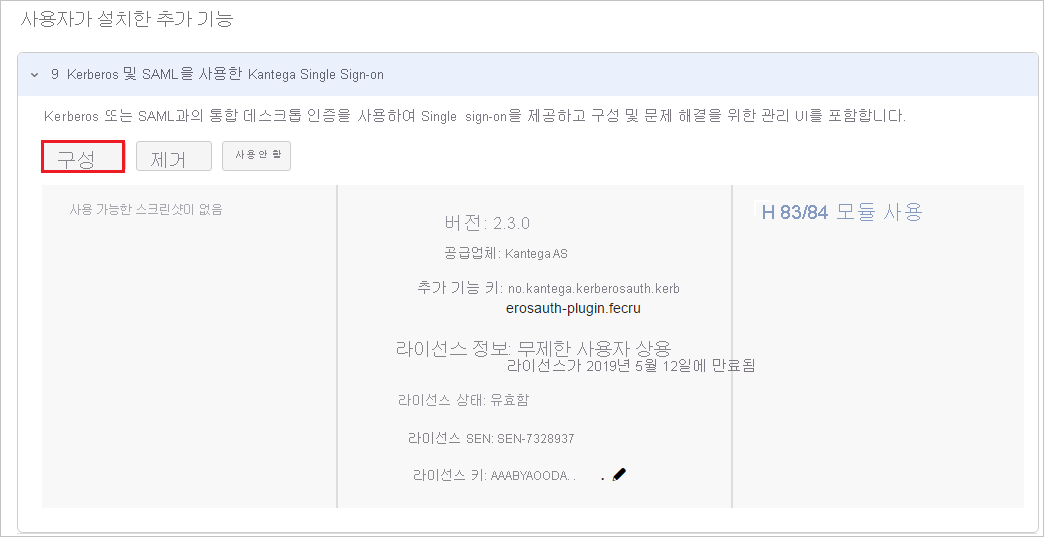 사용자가 설치한 추가 기능
9 Kerberos 및 SAML을 사용한 Kantega Single Sign-on
Kerberos 또는 SAML과의 통합 데스크톱 인증을 사용하여 Single sign-on을 제공하고 구성 및 문제 해결을 위한 관리 UI를 포함합니다.
구성 제거 사용 안 함
사용 가능한 스크린샷이 없음
버전: 2.3.0
공급업체: Kantega AS
추가 기능 키: no.kantega.kerberosauth.kerb
erosauth-plugin.fecru
라이선스 정보: 무제한 사용자 상용
라이선스가 2019년 5월 12일에 만료됨
라이선스 상태: 유효함
라이선스 SEN: SEN-7328937
라이선스 키: AAABYAOODA. . .
H 83/84 모듈 사용